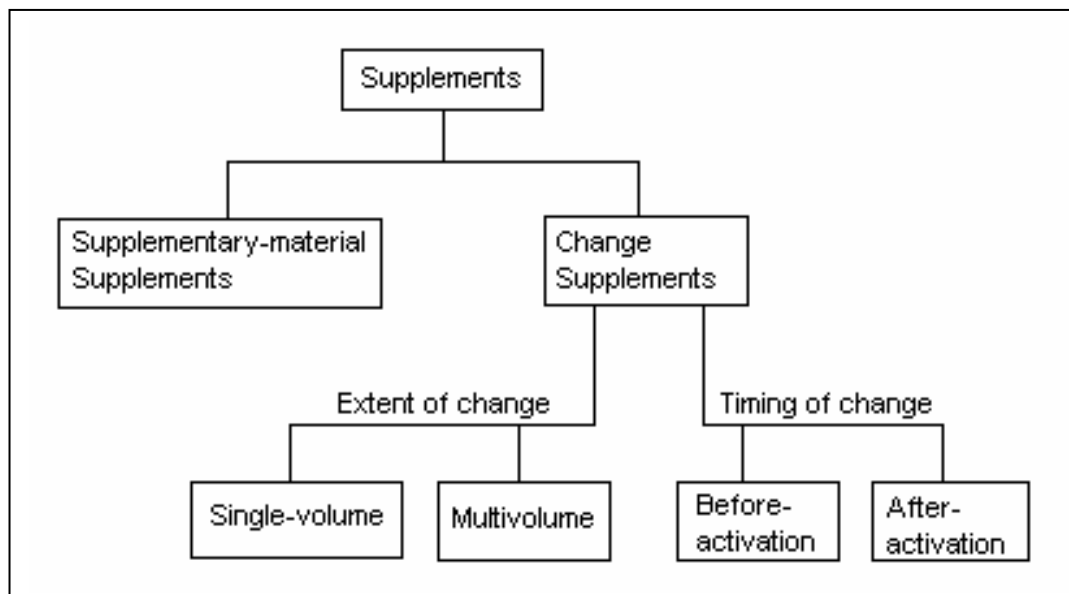 Supplements
Supplementary-material
Supplements
Change
Supplements
Extent of change
Timing of change
Single-volume
Multivolume
Before-
activation
After-
activation